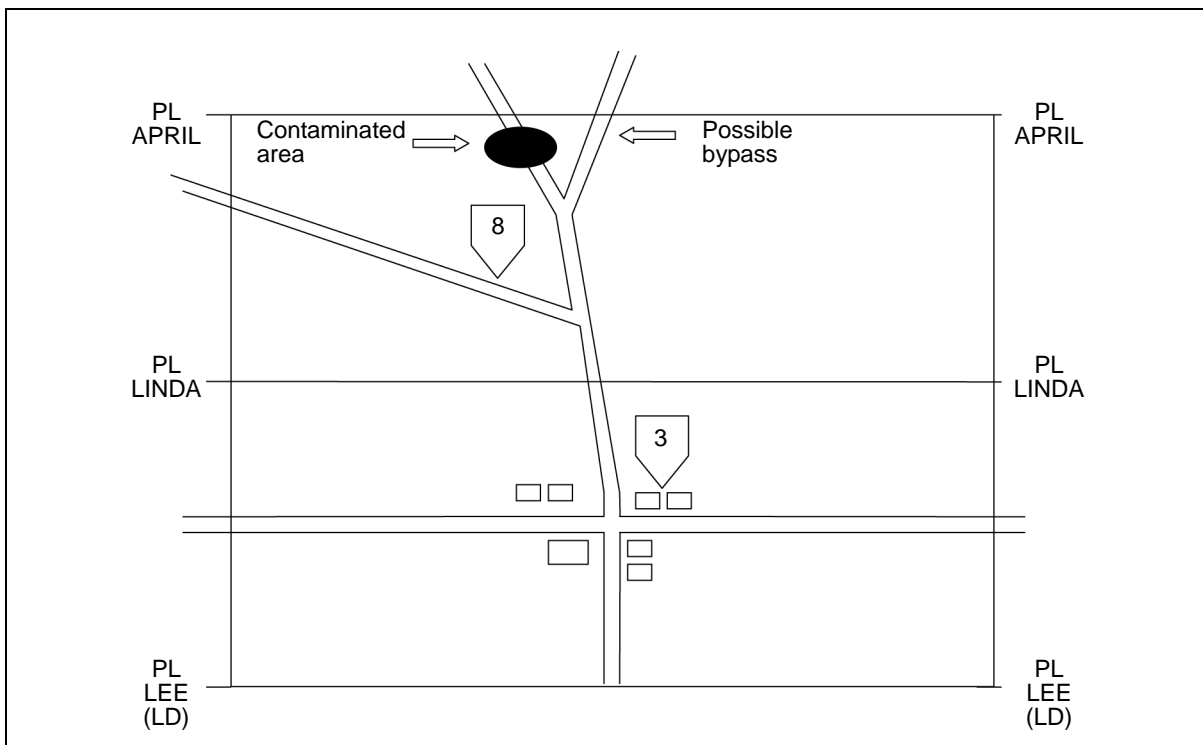 PL
APRIL
Contaminated
area
Possible
bypass
PL
APRIL
8
PL
LINDA
PL
LINDA
3
PL
LEE
(LD)
PL
LEE
(LD)